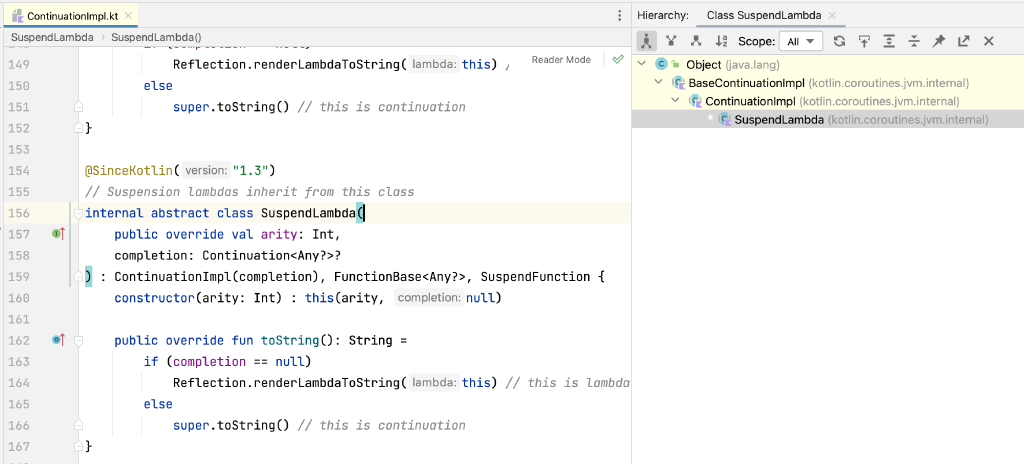 ContinuationImpl.kt
SuspendLambda › SuspendLambda()
149 Reflection.renderLambdaToString( lambda: this) / Reader Mode
150 else
151 super.toString() // this is continuation
152 }
153
154 @SinceKotlin( version: "1.3")
155 // Suspension lambdas inherit from this class
156 internal abstract class SuspendLambda(
157 public override val arity: Int,
158 completion: Continuation<Any?>?
159 ) : ContinuationImpl(completion), FunctionBase<Any?>, SuspendFunction {
160 constructor(arity: Int) : this(arity, completion: null)
161
162 public override fun toString(): String =
163 if (completion == null)
164 Reflection.renderLambdaToString( lambda: this) // this is lambda
165 else
166 super.toString() // this is continuation
167 }
Hierarchy: Class SuspendLambda
Scope: All
Object (java.lang)
BaseContinuationImpl (kotlin.coroutines.jvm.internal)
ContinuationImpl (kotlin.coroutines.jvm.internal)
* SuspendLambda (kotlin.coroutines.jvm.internal)